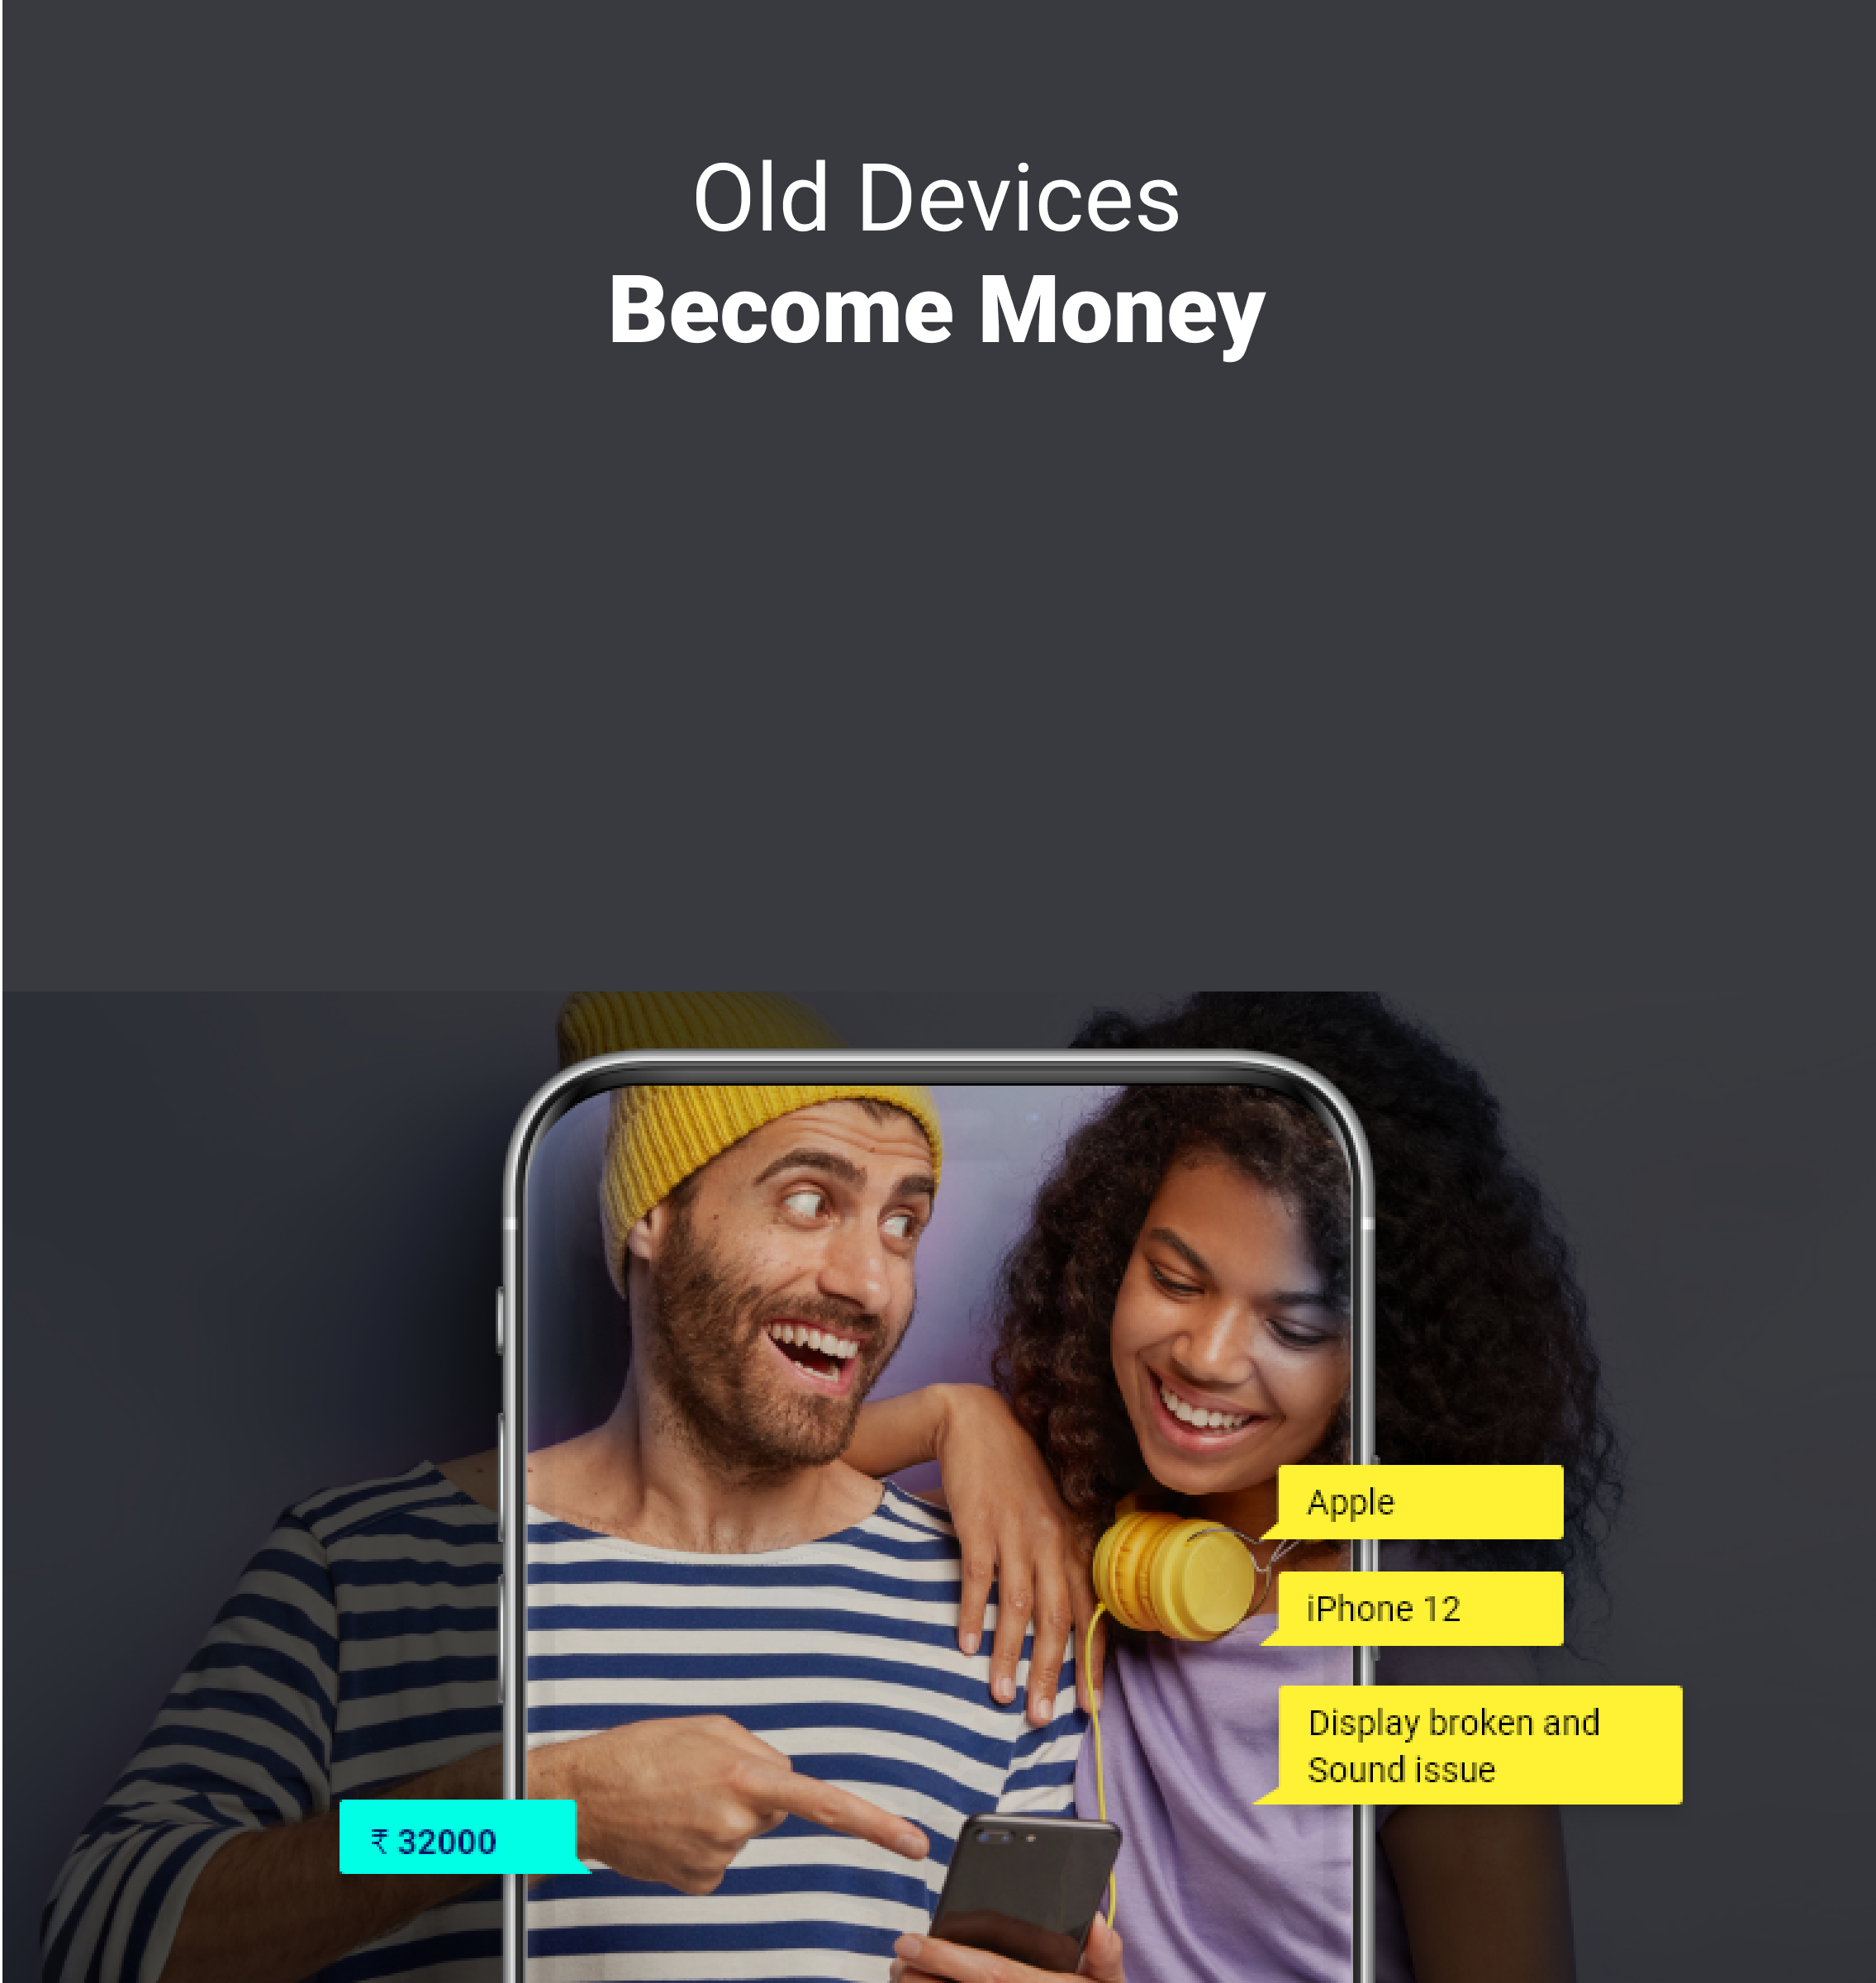 Old Devices
Become Money
Apple
iPhone 12
Display broken and
Sound issue
₹ 32000